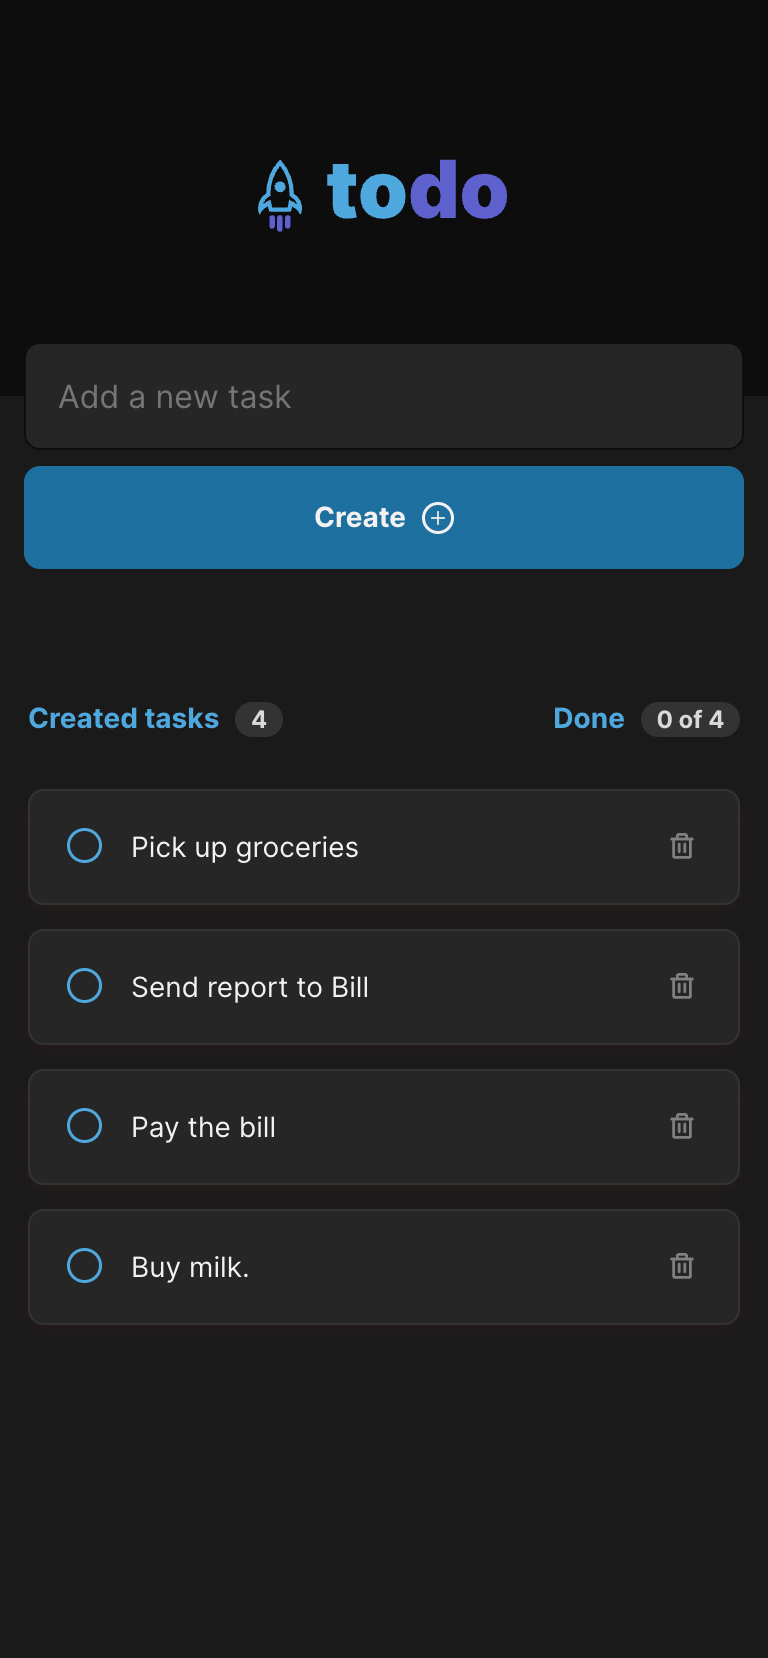 todo
Add a new task
Create
Created tasks 4 Done 0 of 4
Pick up groceries
Send report to Bill
Pay the bill
Buy milk.